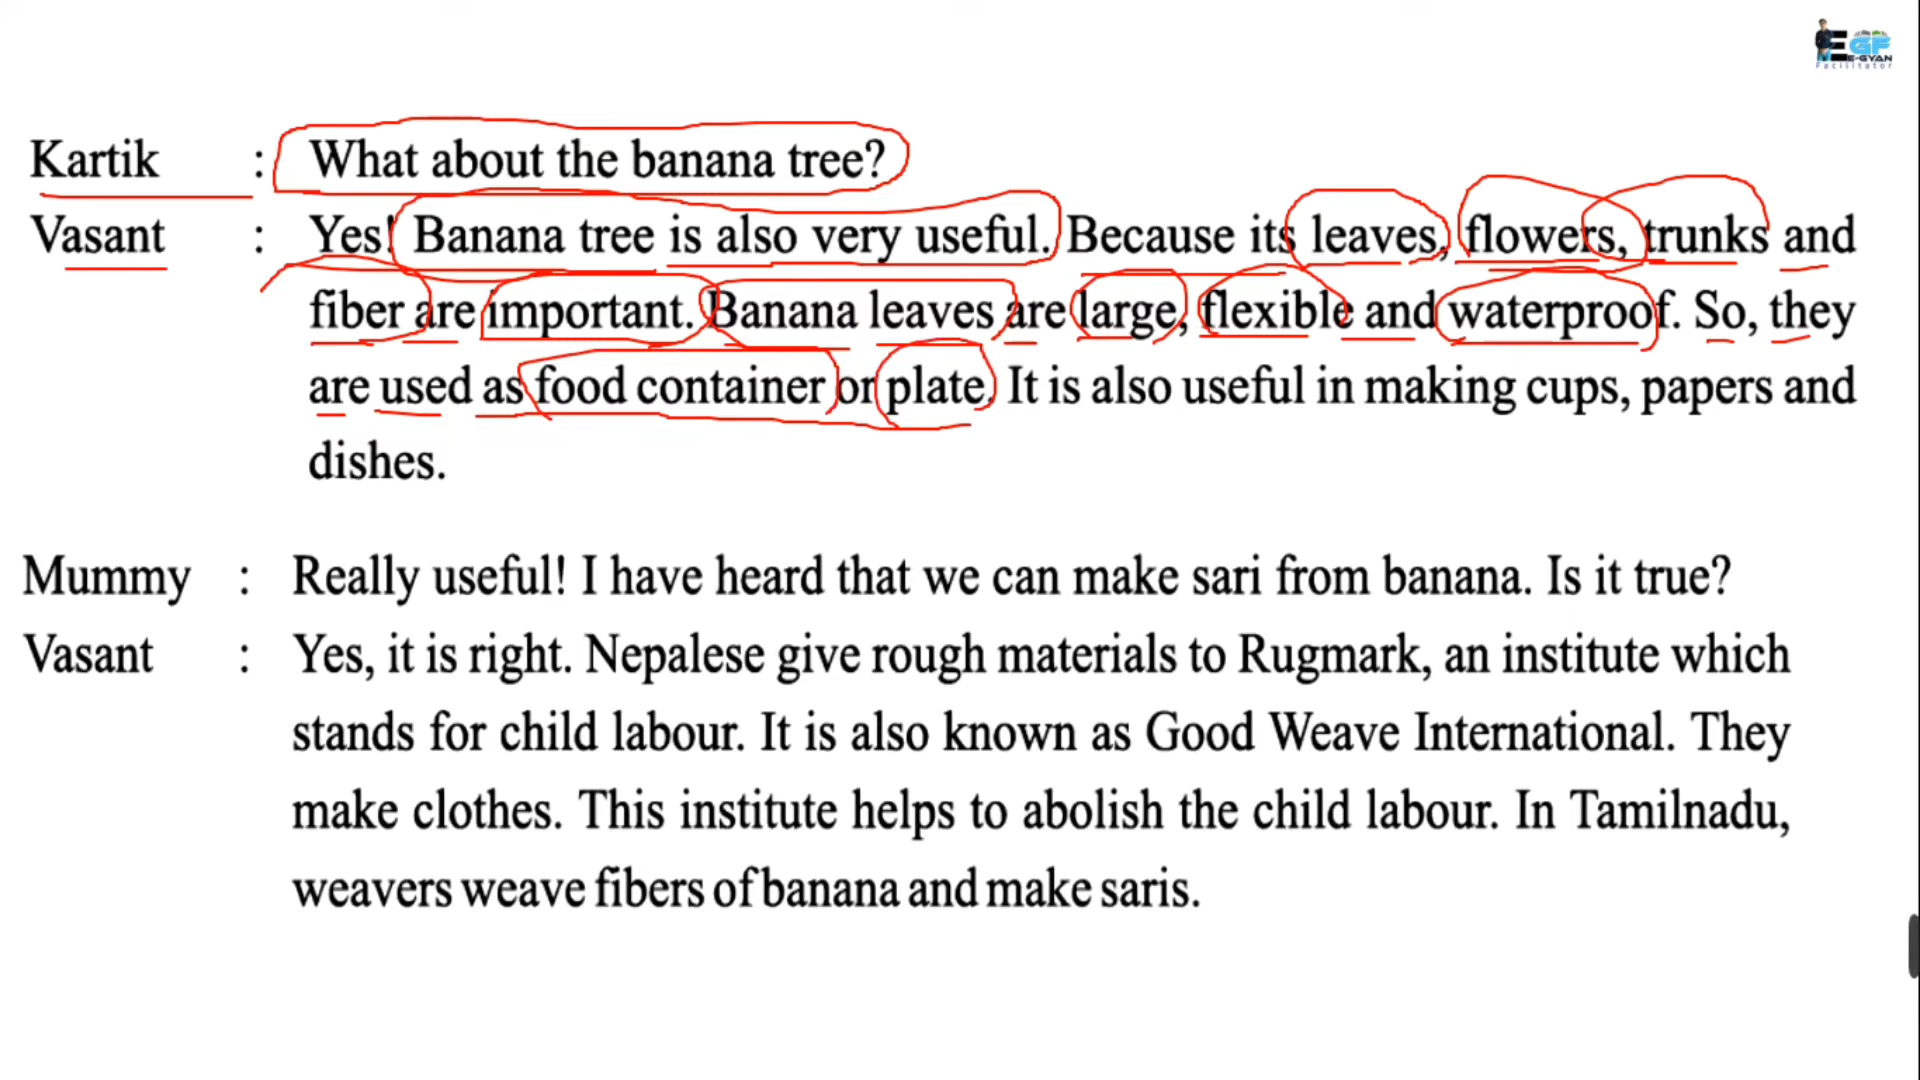 EGF
E-GYAN
Facilitator
Kartik : What about the banana tree?
Vasant : Yes! Banana tree is also very useful. Because its leaves, flowers, trunks and
fiber are important. Banana leaves are large, flexible and waterproof. So, they
are used as food container or plate. It is also useful in making cups, papers and
dishes.
Mummy : Really useful! I have heard that we can make sari from banana. Is it true?
Vasant : Yes, it is right. Nepalese give rough materials to Rugmark, an institute which
stands for child labour. It is also known as Good Weave International. They
make clothes. This institute helps to abolish the child labour. In Tamilnadu,
weavers weave fibers of banana and make saris.